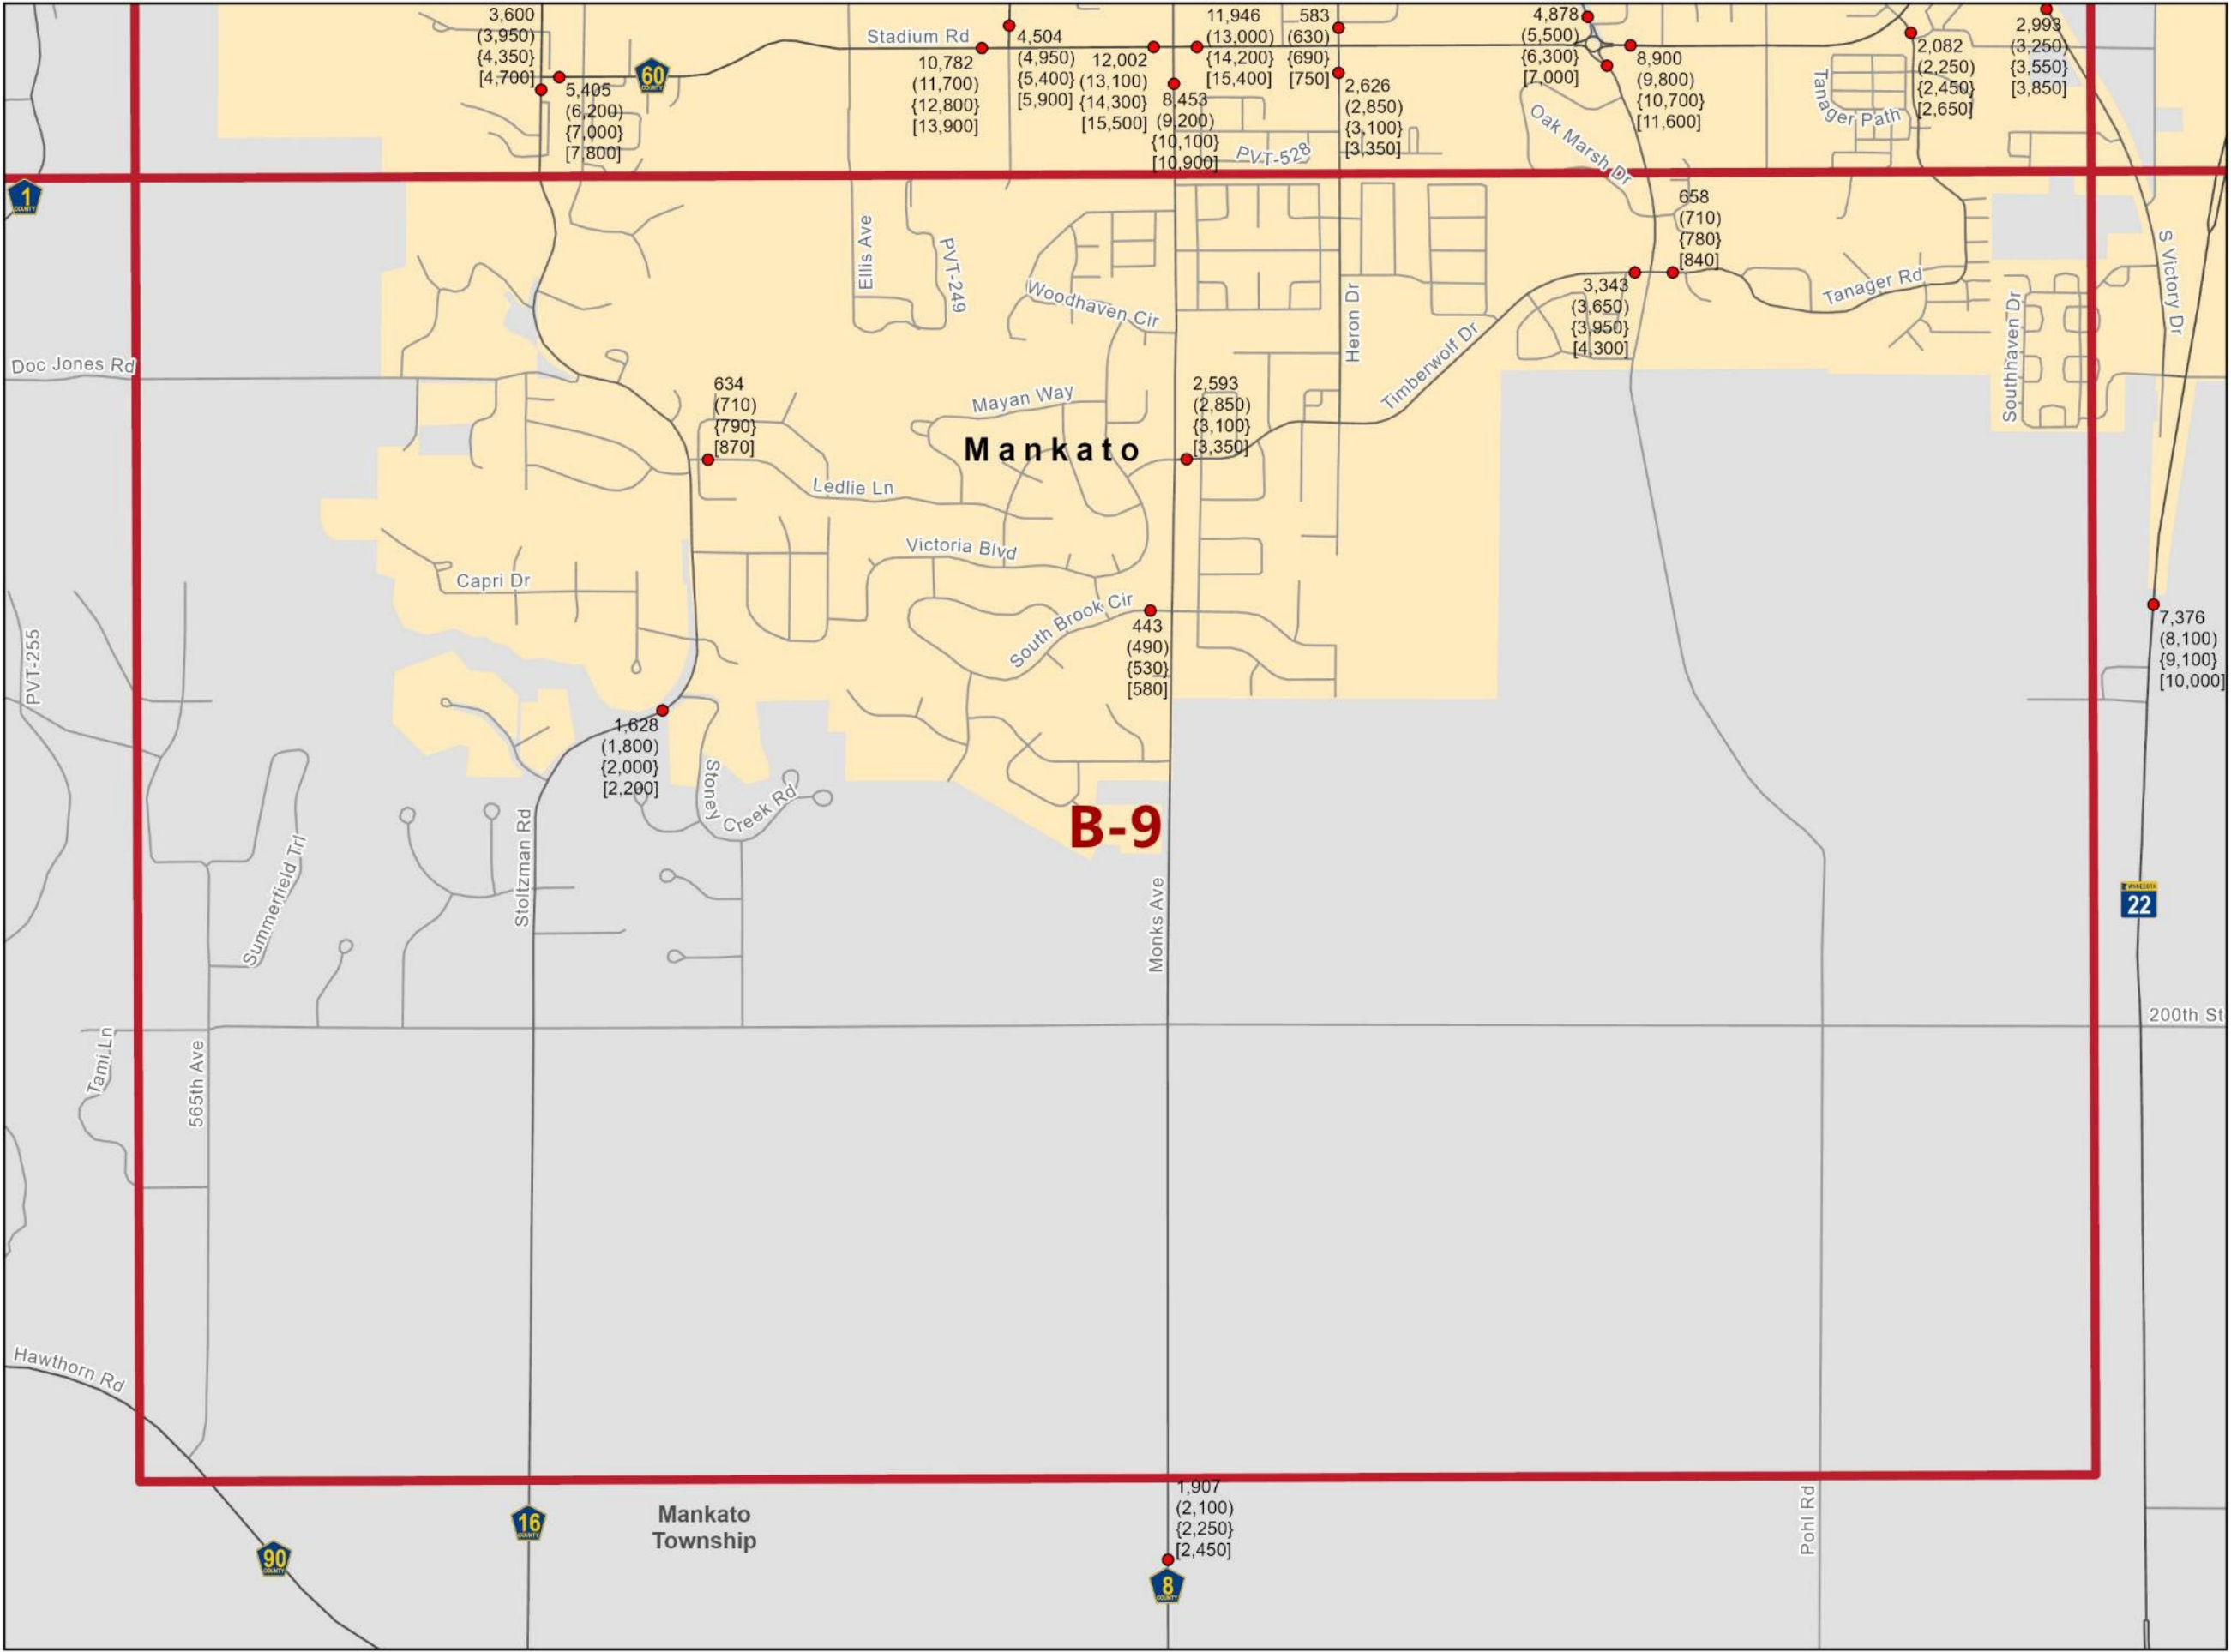 3,600
(3,950)
{4,350}
[4,700]
5,405
(6,200)
{7,000}
[7,800]
60
COUNTY
Stadium Rd
10,782
(11,700)
{12,800}
[13,900]
4,504
(4,950)
{5,400}
[5,900]
12,002
(13,100)
{14,300}
[15,500]
8,453
(9,200)
{10,100}
[10,900]
11,946
(13,000)
{14,200}
[15,400]
583
(630)
{690}
[750]
2,626
(2,850)
{3,100}
[3,350]
PVT-528
4,878
(5,500)
{6,300}
[7,000]
8,900
(9,800)
{10,700}
[11,600]
Oak Marsh Dr
Tanager Path
2,082
(2,250)
{2,450}
[2,650]
2,993
(3,250)
{3,550}
[3,850]
1
COUNTY
658
(710)
{780}
[840]
Ellis Ave
PVT-249
Woodhaven Cir
Heron Dr
3,343
(3,650)
{3,950}
[4,300]
Tanager Rd
S Victory Dr
Southhaven Dr
Timberwolf Dr
Doc Jones Rd
634
(710)
{790}
[870]
Mayan Way
2,593
(2,850)
{3,100}
[3,350]
Mankato
Ledlie Ln
Victoria Blvd
Capri Dr
South Brook Cir
443
(490)
{530}
[580]
7,376
(8,100)
{9,100}
[10,000]
PVT-255
1,628
(1,800)
{2,000}
[2,200]
Stoney
Creek Rd
B-9
Summerfield Trl
Stoltzman Rd
Monks Ave
MINNESOTA
22
200th St
Tami Ln
565th Ave
Hawthorn Rd
1,907
(2,100)
{2,250}
[2,450]
Pohl Rd
16
COUNTY
Mankato
Township
90
COUNTY
8
COUNTY